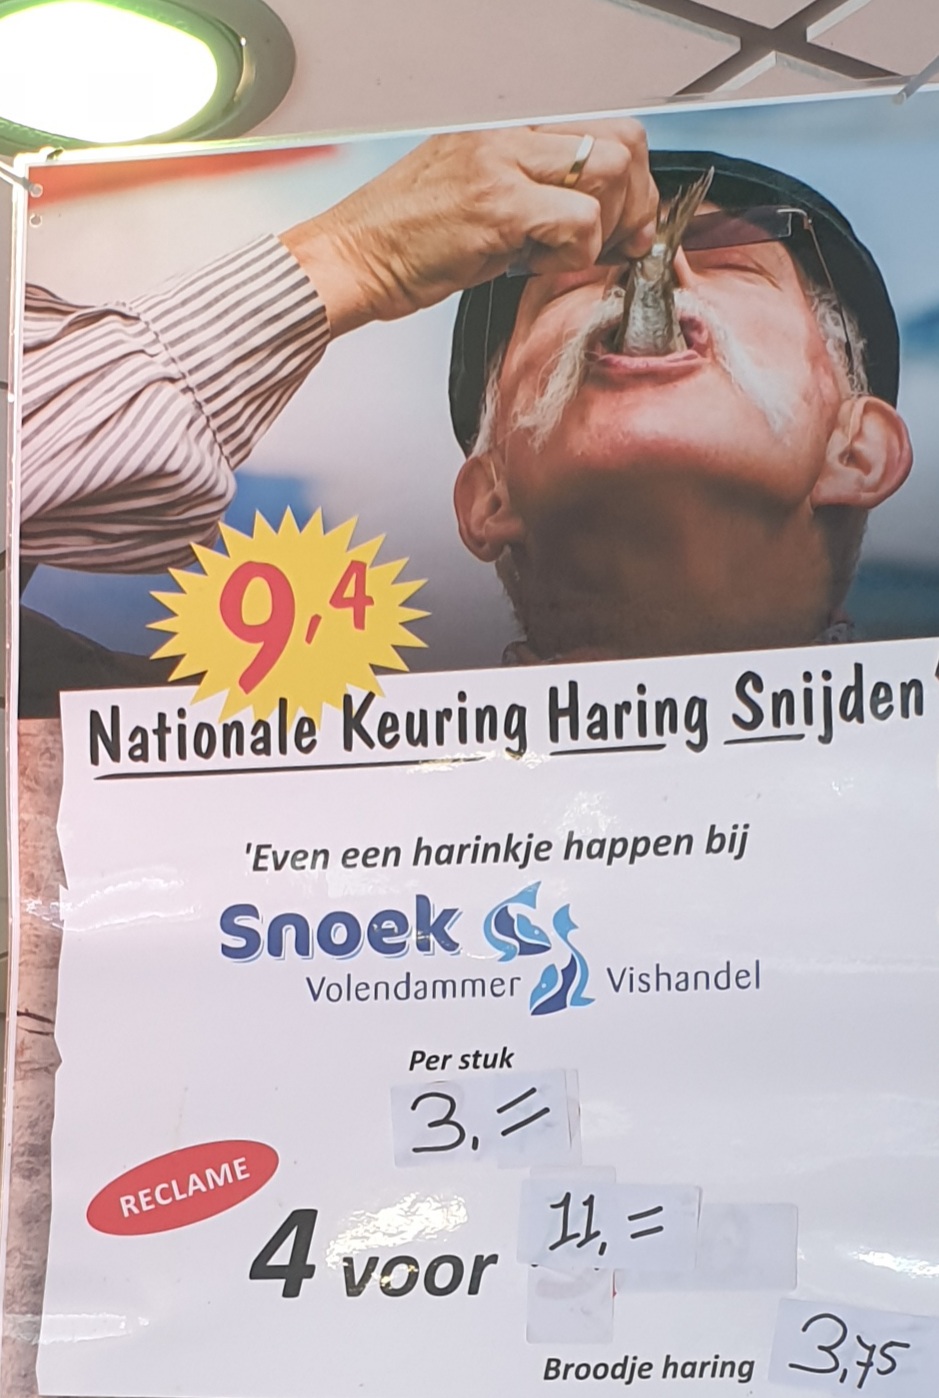 9,4
Nationale Keuring Haring Snijden'
'Even een harinkje happen bij
Snoek
Volendammer Vishandel
Per stuk
3,=
RECLAME
4 voor 11,=
Broodje haring 3,75